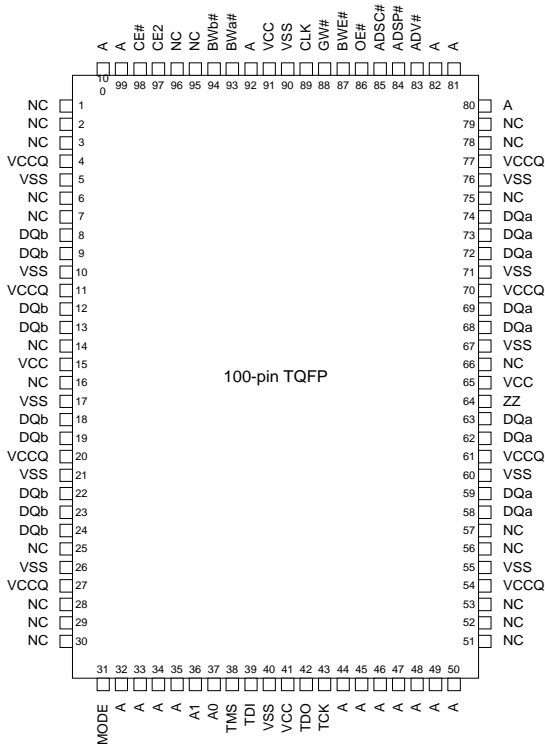 A A CE# CE2 NC NC BWb# BWa# A VCC VSS CLK GW# BWE# OE# ADSC# ADSP# ADV# A A
100 99 98 97 96 95 94 93 92 91 90 89 88 87 86 85 84 83 82 81
NC 1 80 A
NC 2 79 NC
NC 3 78 NC
VCCQ 4 77 VCCQ
VSS 5 76 VSS
NC 6 75 NC
NC 7 74 DQa
DQb 8 73 DQa
DQb 9 72 DQa
VSS 10 71 VSS
VCCQ 11 70 VCCQ
DQb 12 69 DQa
DQb 13 68 DQa
NC 14 67 VSS
VCC 15 66 NC
NC 16 65 VCC
100-pin TQFP
VSS 17 64 ZZ
DQb 18 63 DQa
DQb 19 62 DQa
VCCQ 20 61 VCCQ
VSS 21 60 VSS
DQb 22 59 DQa
DQb 23 58 DQa
DQb 24 57 NC
NC 25 56 NC
VSS 26 55 VSS
VCCQ 27 54 VCCQ
NC 28 53 NC
NC 29 52 NC
NC 30 51 NC
31 32 33 34 35 36 37 38 39 40 41 42 43 44 45 46 47 48 49 50
MODE A A A A A1 A0 TMS TDI VSS VCC TDO TCK A A A A A A A